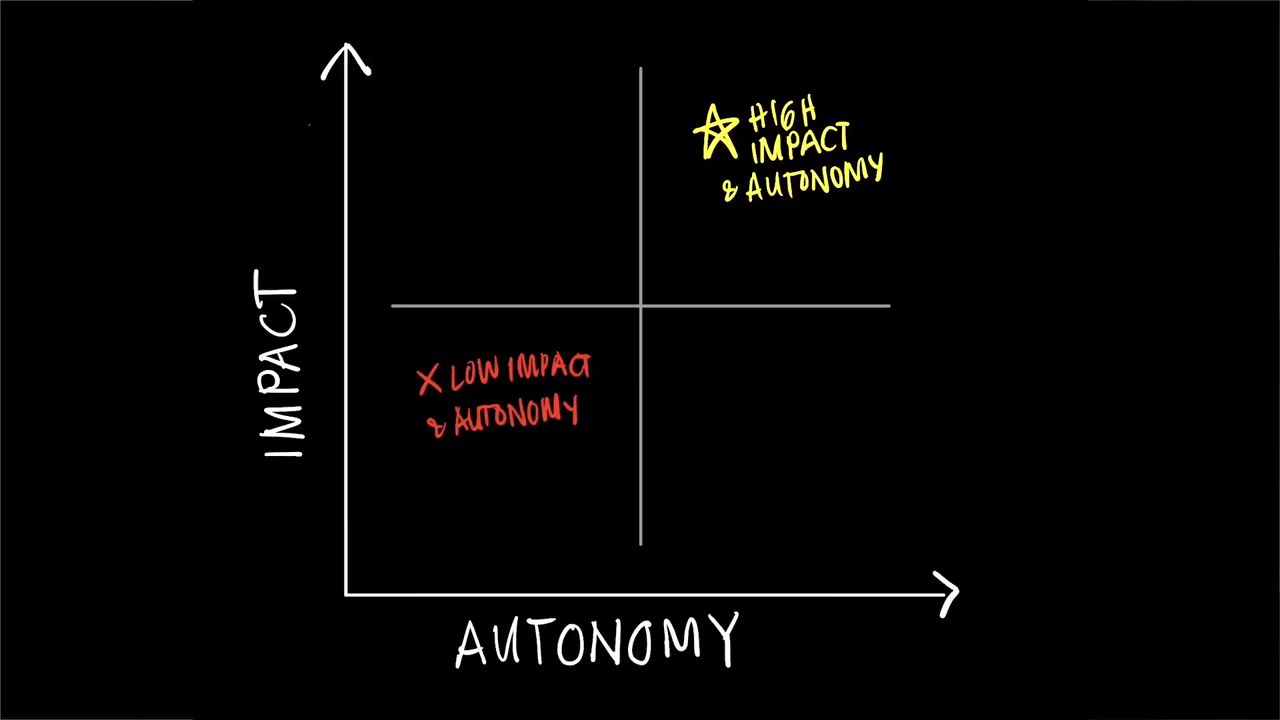 HIGH
IMPACT
& AUTONOMY
IMPACT
X LOW IMPACT
& AUTONOMY
AUTONOMY